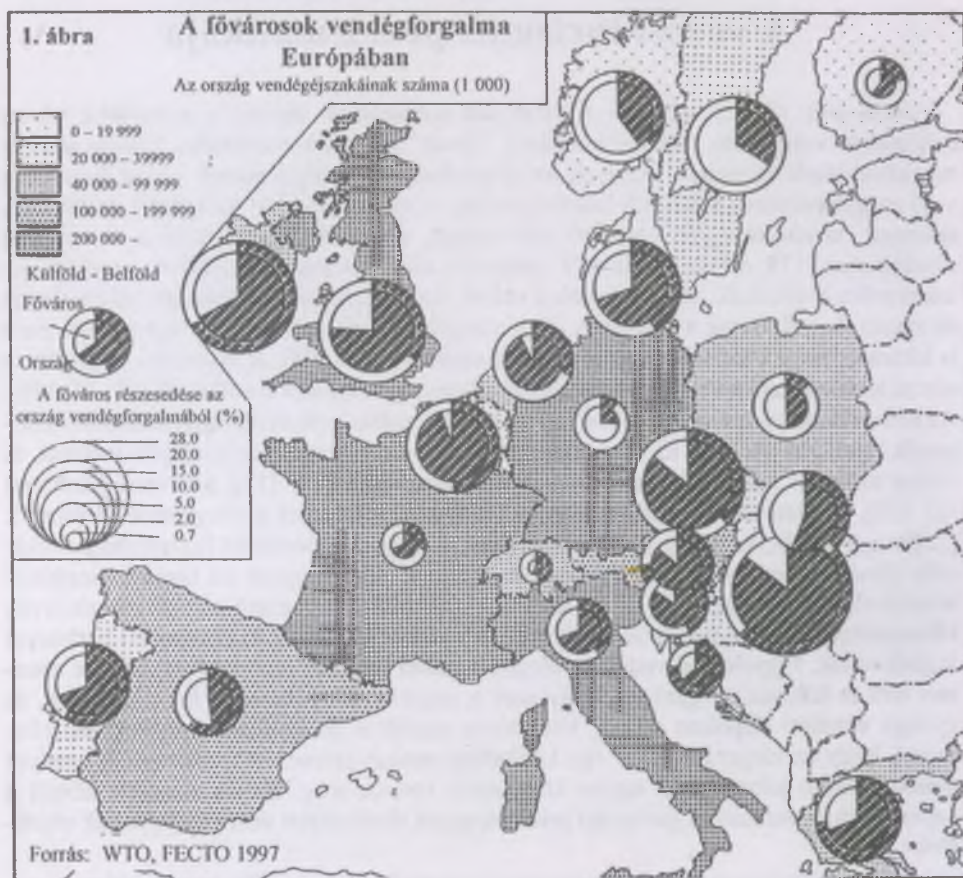 1. ábra
A fővárosok vendégforgalma
Európában
Az ország vendégéjszakáinak száma (1 000)
0 – 19 999
20 000 – 39999
40 000 – 99 999
100 000 – 199 999
200 000 –
Külföld - Belföld
Főváros
Ország
A főváros részesedése az
ország vendégforgalmából (%)
28.0
20.0
15.0
10.0
5.0
2.0
0.7
Forrás: WTO, FECTO 1997